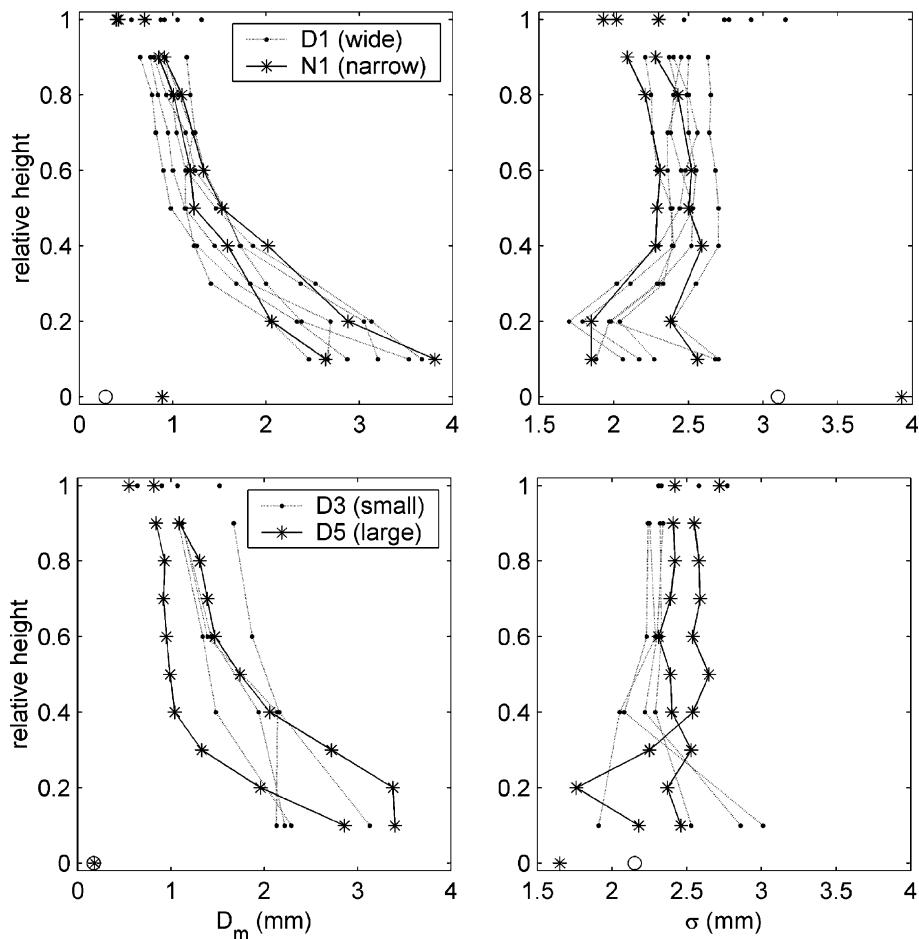 1
0.8
0.6
0.4
0.2
0
relative height
D1 (wide)
N1 (narrow)
0 1 2 3 4
1.5 2 2.5 3 3.5 4
1
0.8
0.6
0.4
0.2
0
relative height
D3 (small)
D5 (large)
0 1 2 3 4
D_m (mm)
1.5 2 2.5 3 3.5 4
σ (mm)